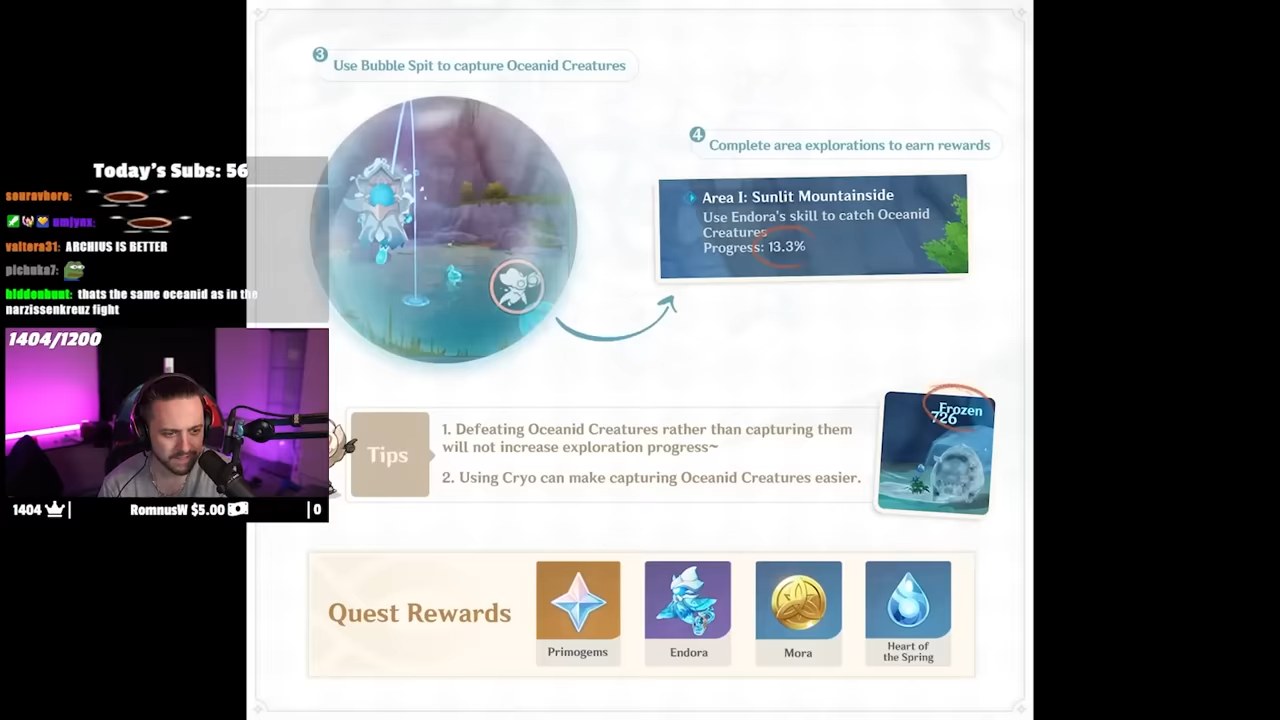 3
Use Bubble Spit to capture Oceanid Creatures
4
Complete area explorations to earn rewards
Area I: Sunlit Mountainside
Use Endora's skill to catch Oceanid
Creatures
Progress: 13.3%
Today's Subs: 56
souravhero:
umjynx:
valtera31: ARCHIUS IS BETTER
pichuka7:
hiddenhunt: thats the same oceanid as in the
narzissenkreuz fight
1404/1200
1404
RomnusW $5.00
0
Tips
1. Defeating Oceanid Creatures rather than capturing them
will not increase exploration progress~
2. Using Cryo can make capturing Oceanid Creatures easier.
Frozen
726
Quest Rewards
Primogems
Endora
Mora
Heart of
the Spring